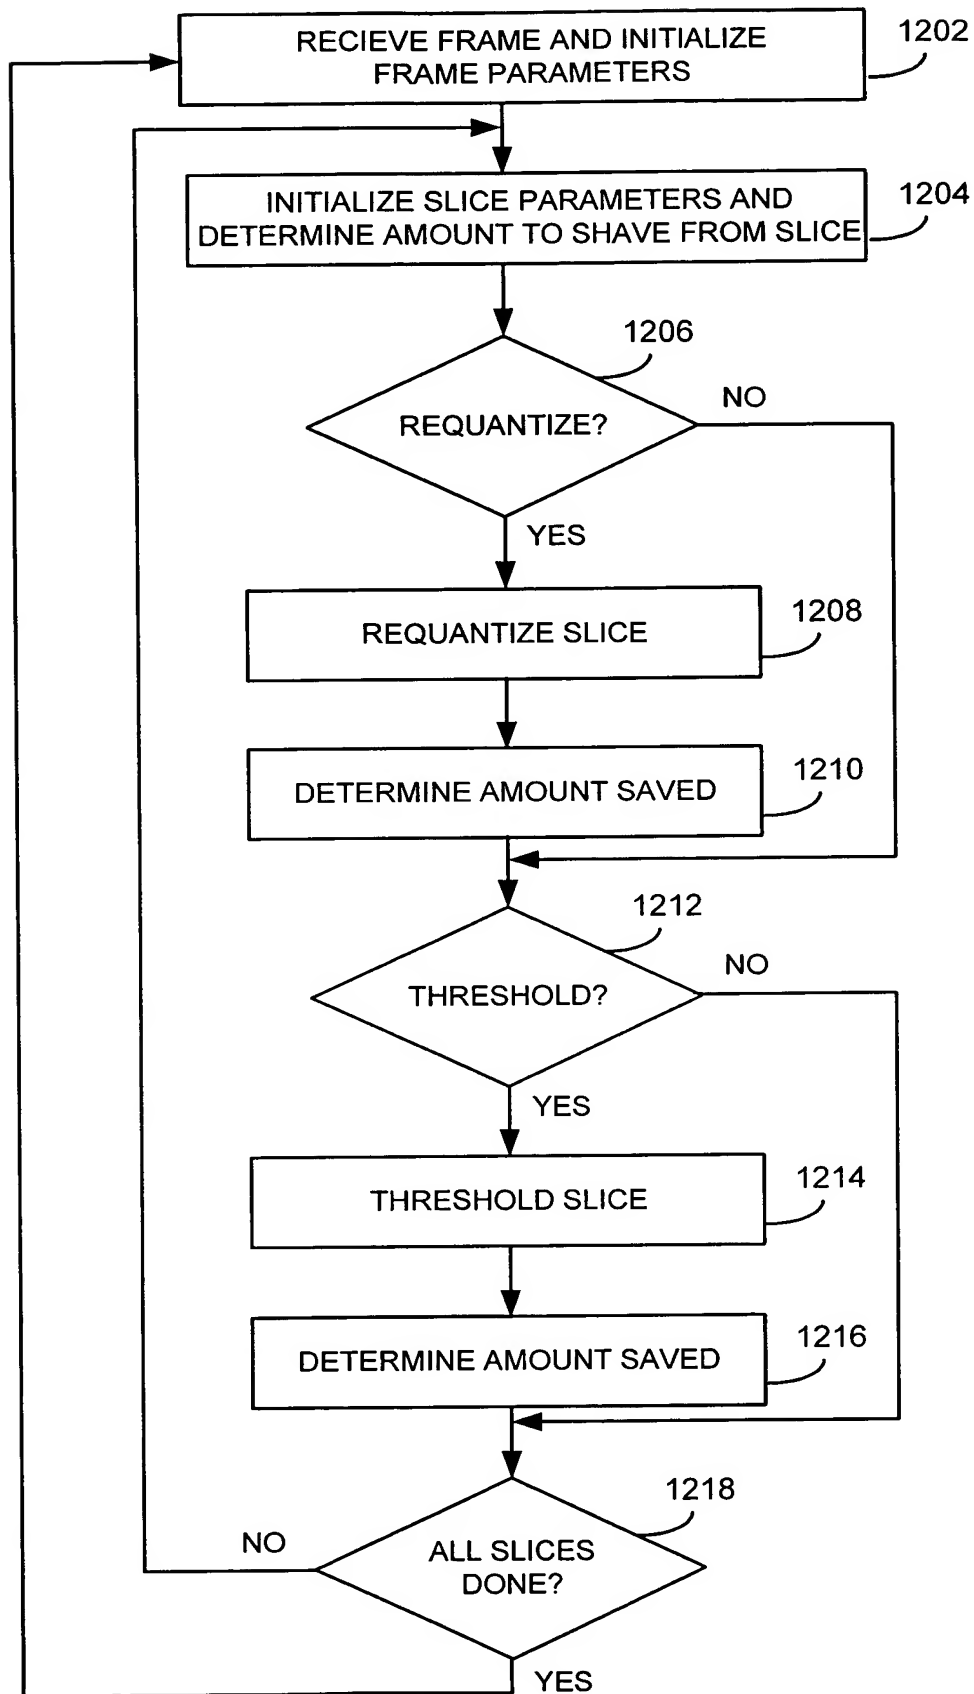 RECIEVE FRAME AND INITIALIZE
FRAME PARAMETERS
1202
INITIALIZE SLICE PARAMETERS AND
DETERMINE AMOUNT TO SHAVE FROM SLICE
1204
1206
REQUANTIZE?
NO
YES
REQUANTIZE SLICE
1208
DETERMINE AMOUNT SAVED
1210
1212
THRESHOLD?
NO
YES
THRESHOLD SLICE
1214
DETERMINE AMOUNT SAVED
1216
1218
NO
ALL SLICES
DONE?
YES